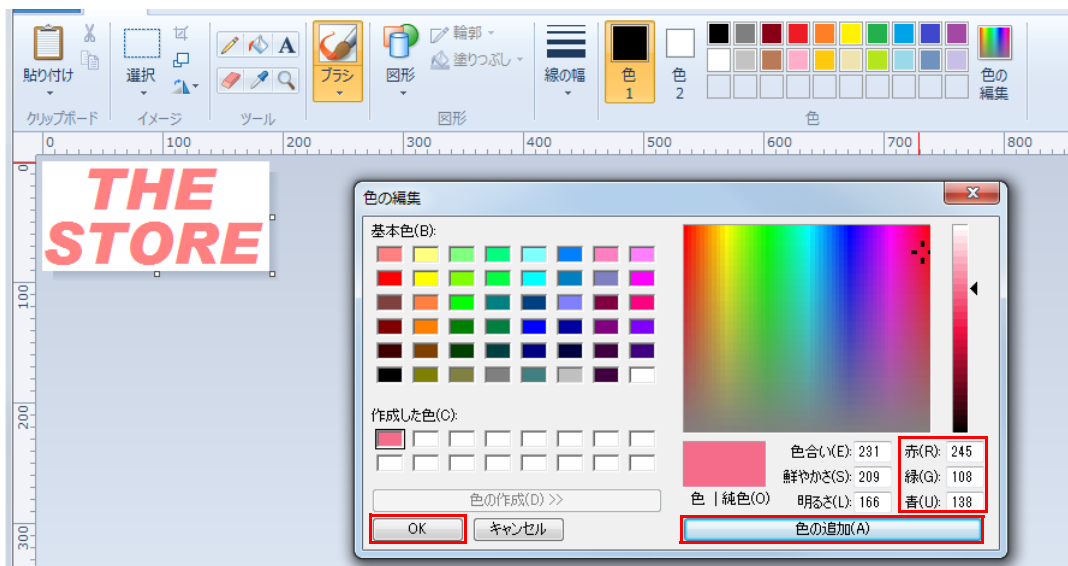 貼り付け
選択
A
ブラシ
図形
輪郭
塗りつぶし
線の幅
色
1
色
2
色の
編集
クリップボード
イメージ
ツール
図形
色
0 100 200 300 400 500 600 700 800
0
100
200
300
THE
STORE
色の編集
基本色(B):
作成した色(C):
色の作成(D) >>
OK
キャンセル
色 | 純色(O)
色合い(E): 231
鮮やかさ(S): 209
明るさ(L): 166
赤(R): 245
緑(G): 108
青(U): 138
色の追加(A)